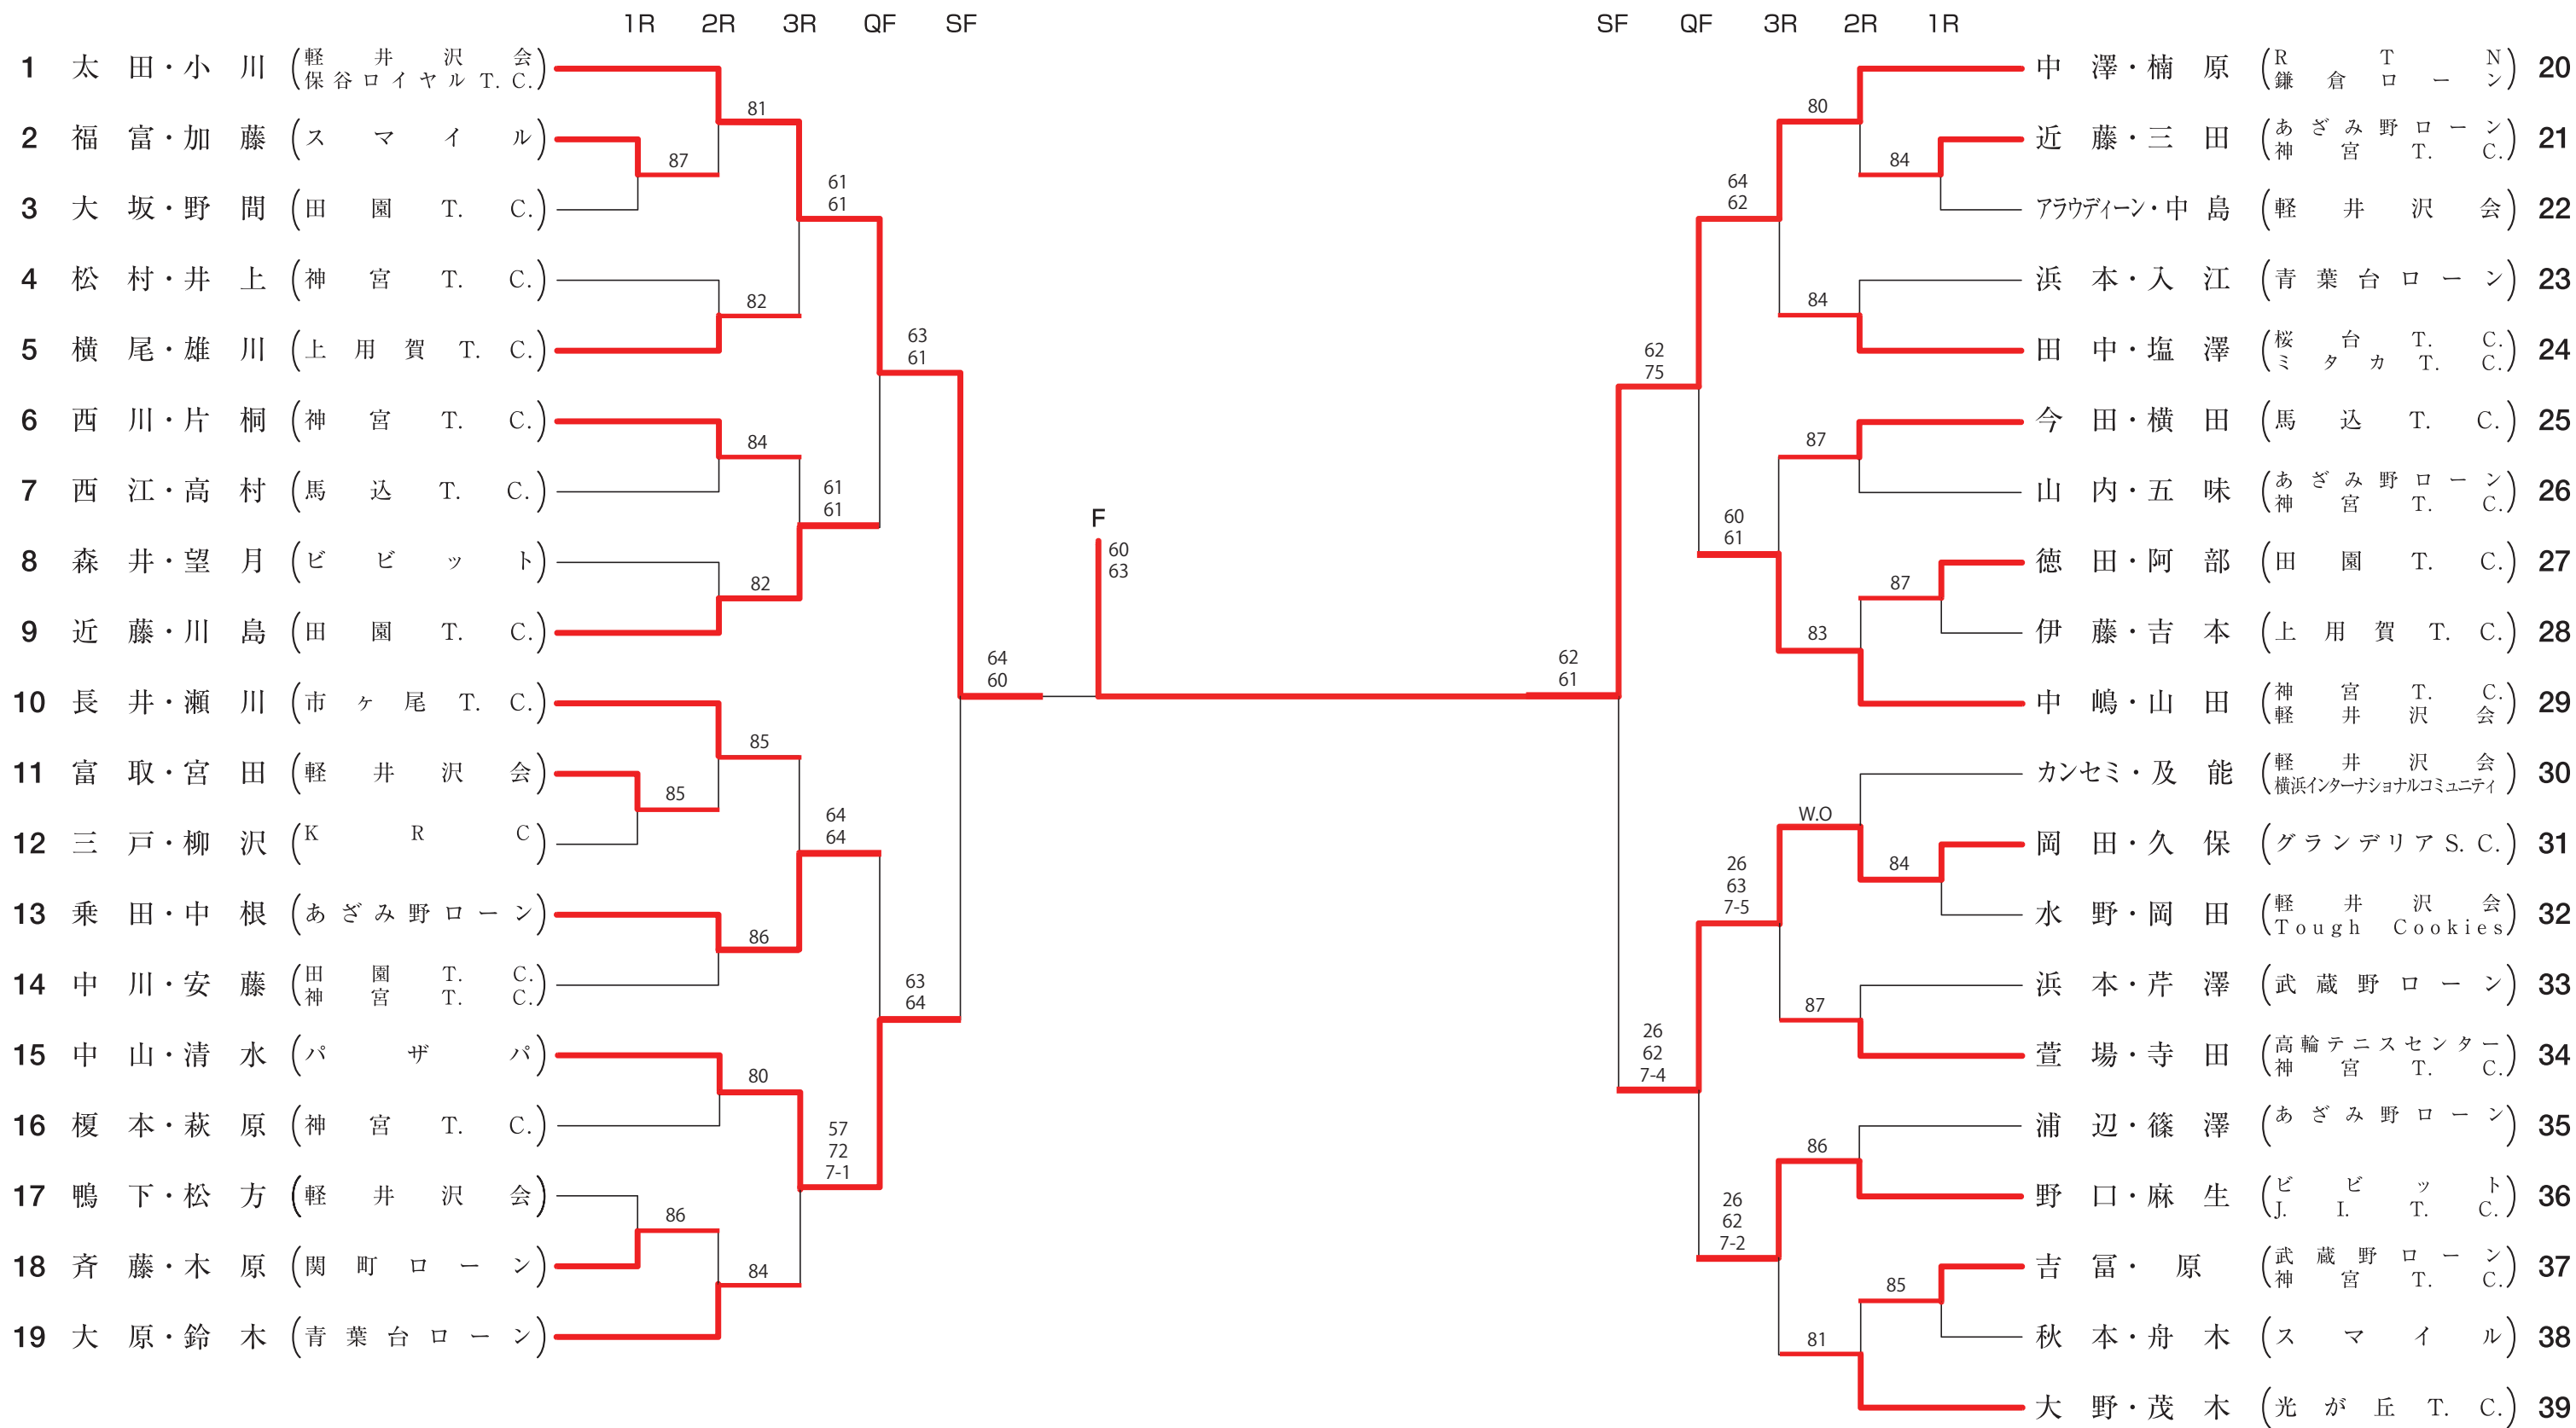 1R 2R 3R QF SF
SF QF 3R 2R 1R
1 太田・小川 (軽井沢会
保谷ロイヤルT.C.)
2 福富・加藤 (スマイル)
3 大坂・野間 (田園T.C.)
4 松村・井上 (神宮T.C.)
5 横尾・雄川 (上用賀T.C.)
6 西川・片桐 (神宮T.C.)
7 西江・高村 (馬込T.C.)
8 森井・望月 (ビビット)
9 近藤・川島 (田園T.C.)
10 長井・瀬川 (市ヶ尾T.C.)
11 富取・宮田 (軽井沢会)
12 三戸・柳沢 (KRC)
13 乗田・中根 (あざみ野ローン)
14 中川・安藤 (田園T.C.
神宮T.C.)
15 中山・清水 (パザパ)
16 榎本・萩原 (神宮T.C.)
17 鴨下・松方 (軽井沢会)
18 斉藤・木原 (関町ローン)
19 大原・鈴木 (青葉台ローン)
87
85
86
81
82
84
82
85
86
80
84
61
61
61
61
64
64
57
72
7-1
63
61
63
64
64
60
F
60
63
62
61
62
75
26
62
7-4
64
62
60
61
26
63
7-5
26
62
7-2
80
84
87
83
W.O
87
86
81
84
87
84
85
中澤・楠原 (RTN
鎌倉ローン) 20
近藤・三田 (あざみ野ローン
神宮T.C.) 21
アラウディーン・中島 (軽井沢会) 22
浜本・入江 (青葉台ローン) 23
田中・塩澤 (桜台T.C.
ミタカT.C.) 24
今田・横田 (馬込T.C.) 25
山内・五味 (あざみ野ローン
神宮T.C.) 26
徳田・阿部 (田園T.C.) 27
伊藤・吉本 (上用賀T.C.) 28
中嶋・山田 (神宮T.C.
軽井沢会) 29
カンセミ・及能 (軽井沢会
横浜インターナショナルコミュニティ) 30
岡田・久保 (グランデリアS.C.) 31
水野・岡田 (軽井沢会
Tough Cookies) 32
浜本・芹澤 (武蔵野ローン) 33
萱場・寺田 (高輪テニスセンター
神宮T.C.) 34
浦辺・篠澤 (あざみ野ローン) 35
野口・麻生 (ビビット
J.I.T.C.) 36
吉冨・原 (武蔵野ローン
神宮T.C.) 37
秋本・舟木 (スマイル) 38
大野・茂木 (光が丘T.C.) 39